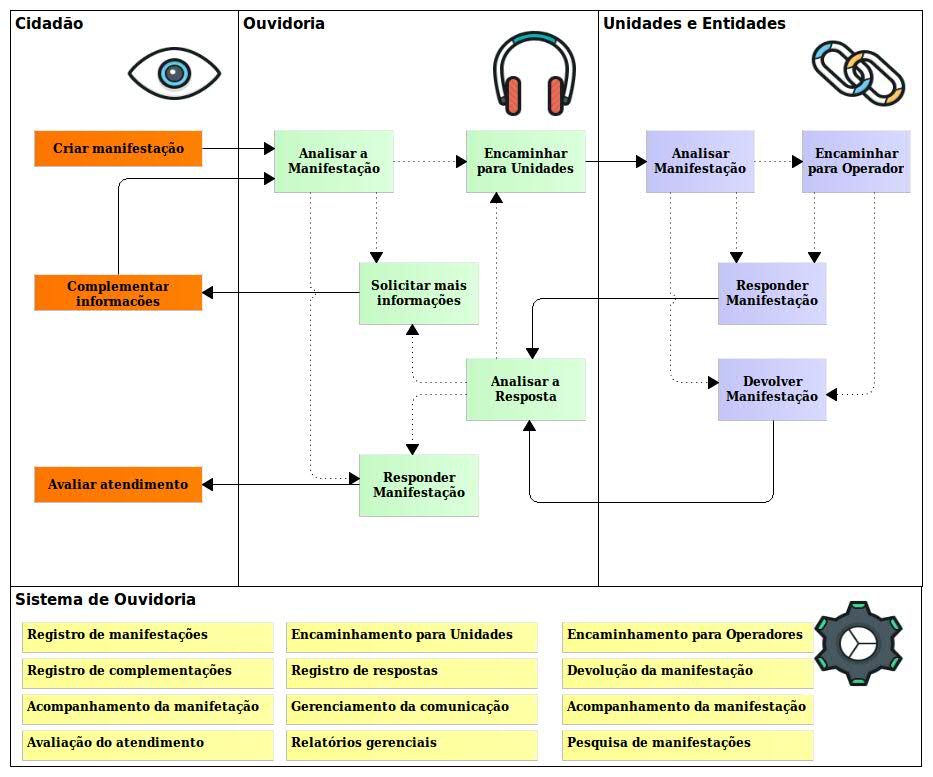 Cidadão
Ouvidoria
Unidades e Entidades
Criar manifestação
Analisar a
Manifestação
Encaminhar
para Unidades
Analisar
Manifestação
Encaminhar
para Operador
Complementar
informacões
Solicitar mais
informações
Responder
Manifestação
Analisar a
Resposta
Devolver
Manifestação
Avaliar atendimento
Responder
Manifestação
Sistema de Ouvidoria
Registro de manifestações
Encaminhamento para Unidades
Encaminhamento para Operadores
Registro de complementações
Registro de respostas
Devolução da manifestação
Acompanhamento da manifetação
Gerenciamento da comunicação
Acompanhamento da manifestação
Avaliação do atendimento
Relatórios gerenciais
Pesquisa de manifestações